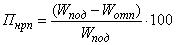 Пнрп = (Wпод − Wотп) / Wпод · 100